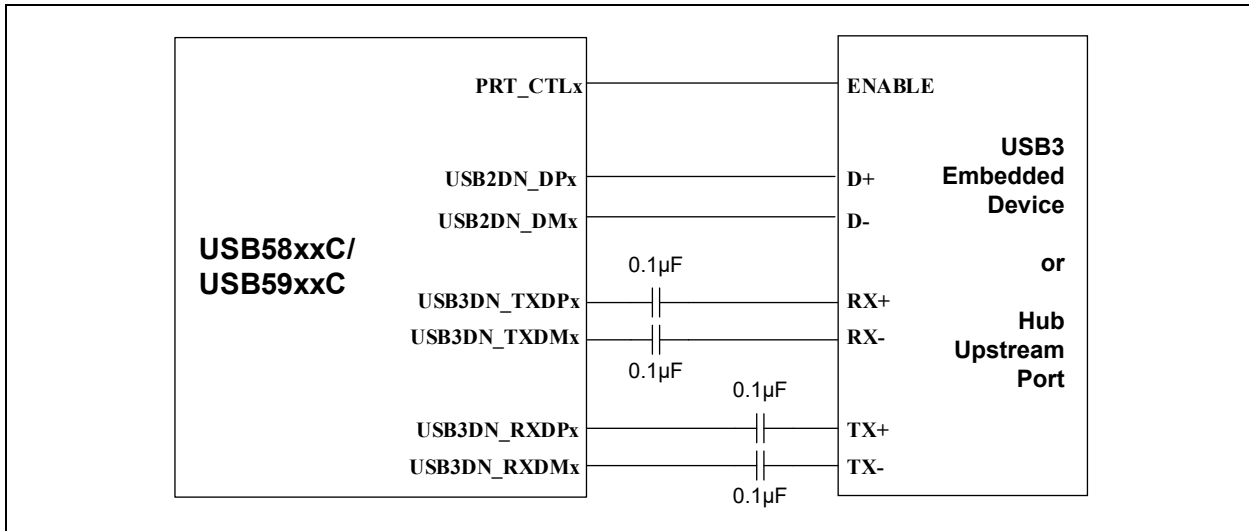 PRT_CTLx
ENABLE
USB3
Embedded
Device
or
Hub
Upstream
Port
USB2DN_DPx
D+
USB2DN_DMx
D-
USB58xxC/
USB59xxC
0.1µF
USB3DN_TXDPx
RX+
USB3DN_TXDMx
RX-
0.1µF
0.1µF
USB3DN_RXDPx
TX+
USB3DN_RXDMx
TX-
0.1µF